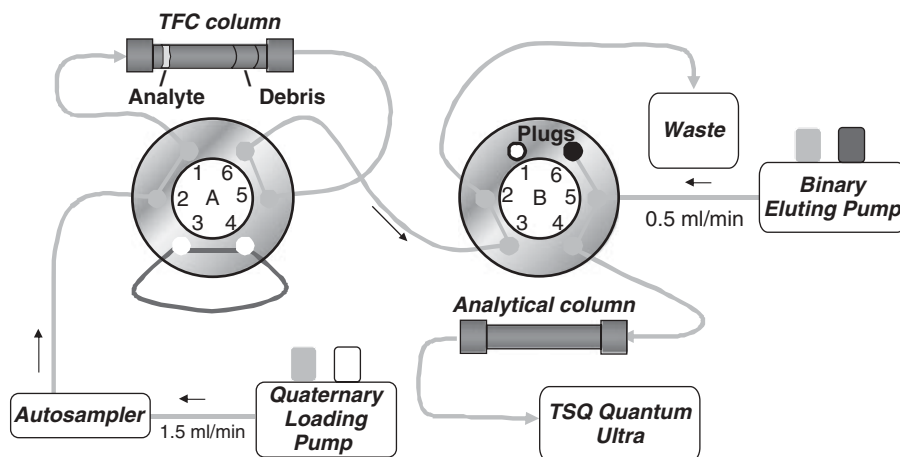 TFC column
Analyte
Debris
1 6
2 A 5
3 4
Plugs
1 6
2 B 5
3 4
Waste
Binary
Eluting Pump
0.5 ml/min
Analytical column
Autosampler
1.5 ml/min
Quaternary
Loading
Pump
TSQ Quantum
Ultra